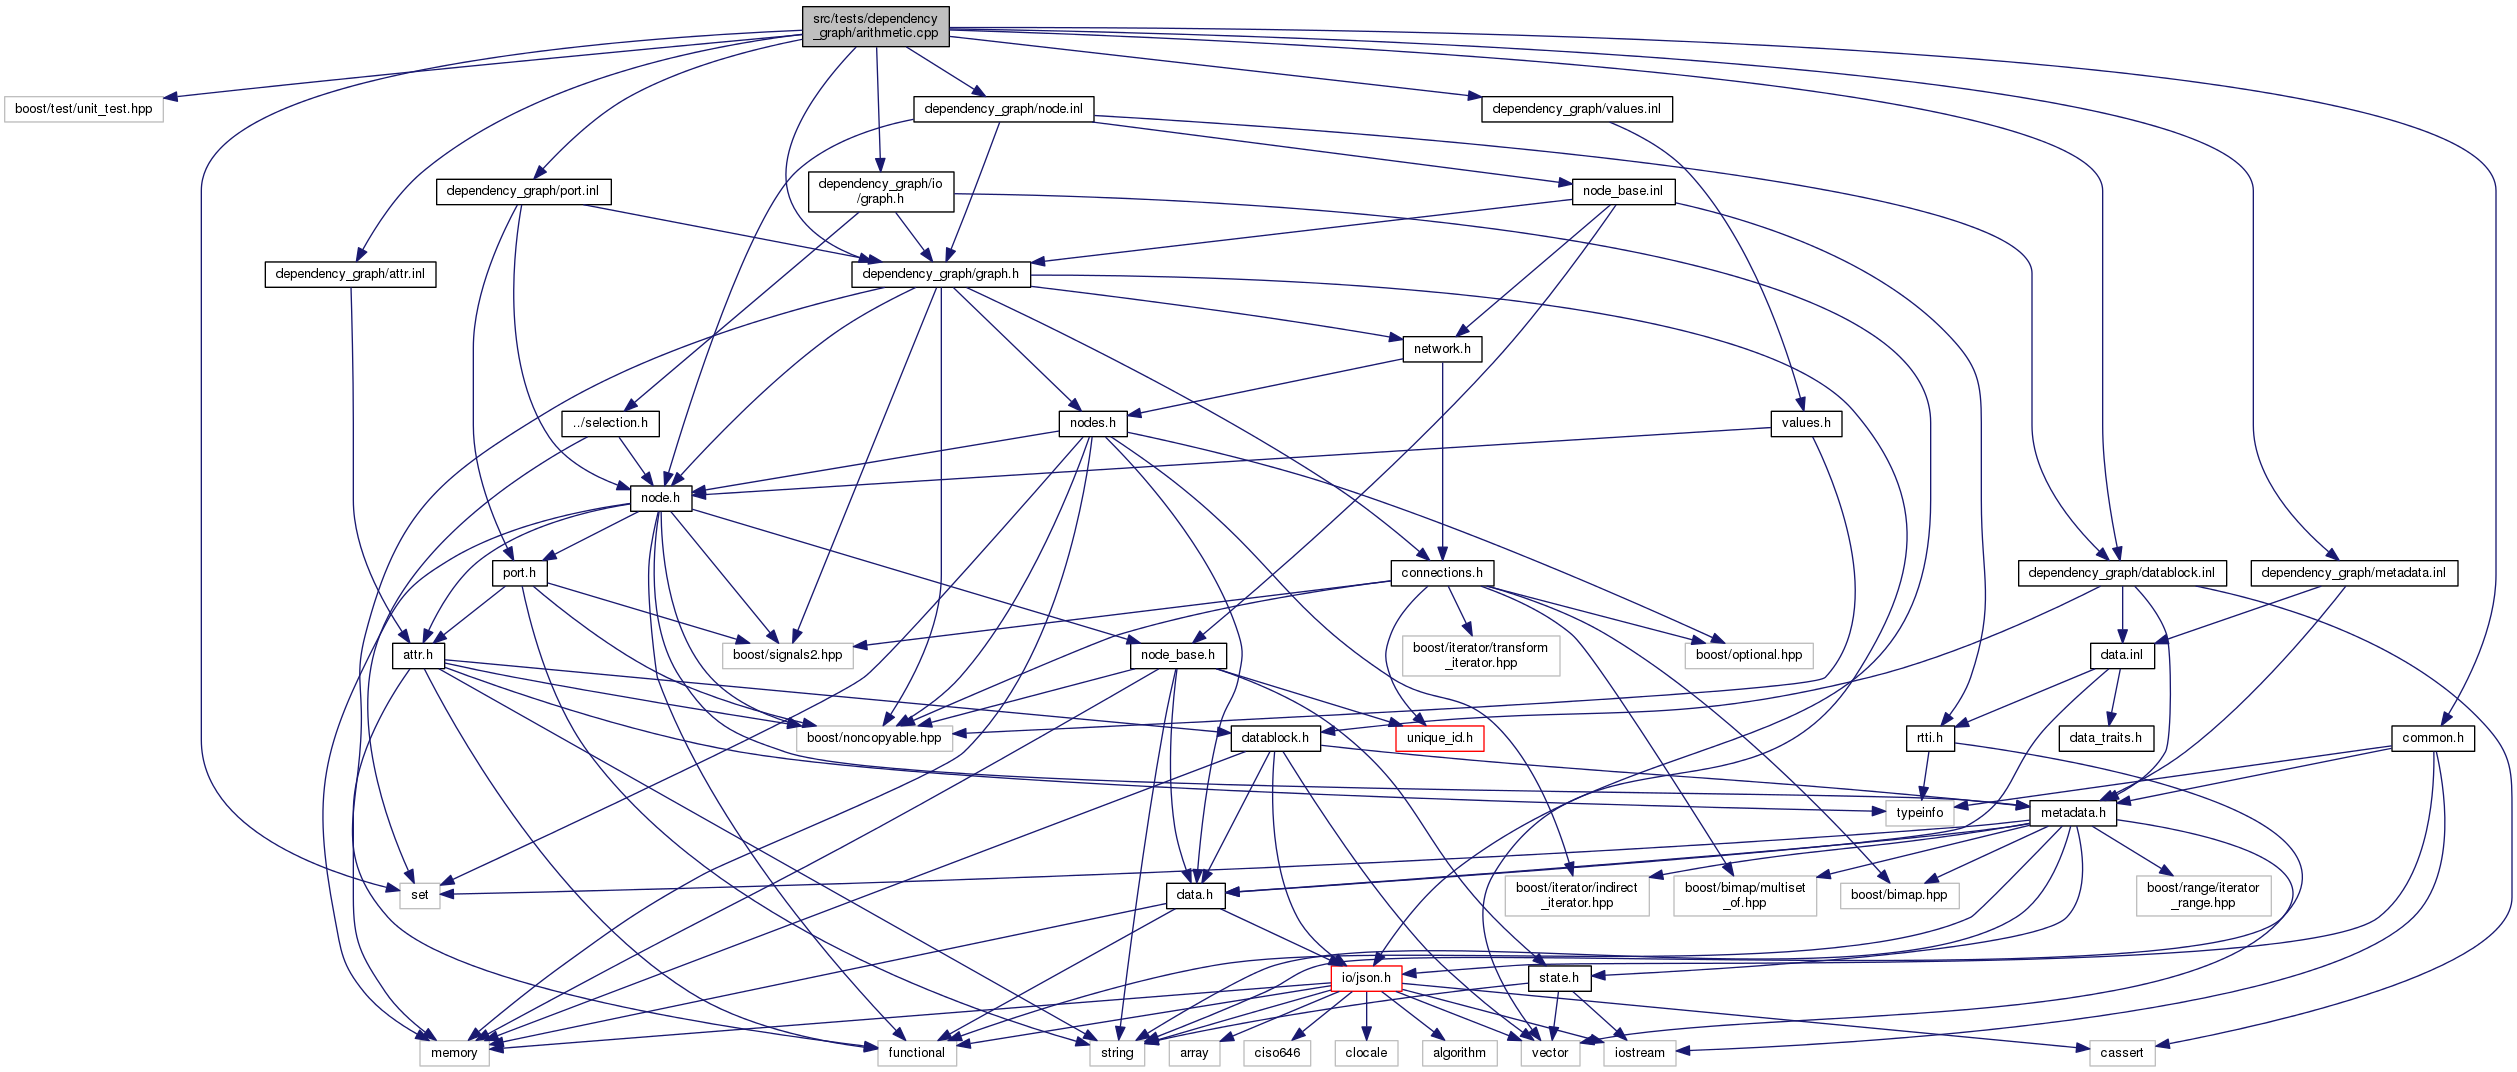 src/tests/dependency
_graph/arithmetic.cpp
boost/test/unit_test.hpp
dependency_graph/node.inl
dependency_graph/values.inl
dependency_graph/port.inl
dependency_graph/io
/graph.h
node_base.inl
dependency_graph/attr.inl
dependency_graph/graph.h
network.h
../selection.h
nodes.h
values.h
node.h
port.h
connections.h
dependency_graph/datablock.inl
dependency_graph/metadata.inl
attr.h
boost/signals2.hpp
node_base.h
boost/iterator/transform
_iterator.hpp
boost/optional.hpp
data.inl
boost/noncopyable.hpp
datablock.h
unique_id.h
rtti.h
data_traits.h
common.h
typeinfo
metadata.h
set
data.h
boost/iterator/indirect
_iterator.hpp
boost/bimap/multiset
_of.hpp
boost/bimap.hpp
boost/range/iterator
_range.hpp
io/json.h
state.h
memory
functional
string
array
ciso646
clocale
algorithm
vector
iostream
cassert